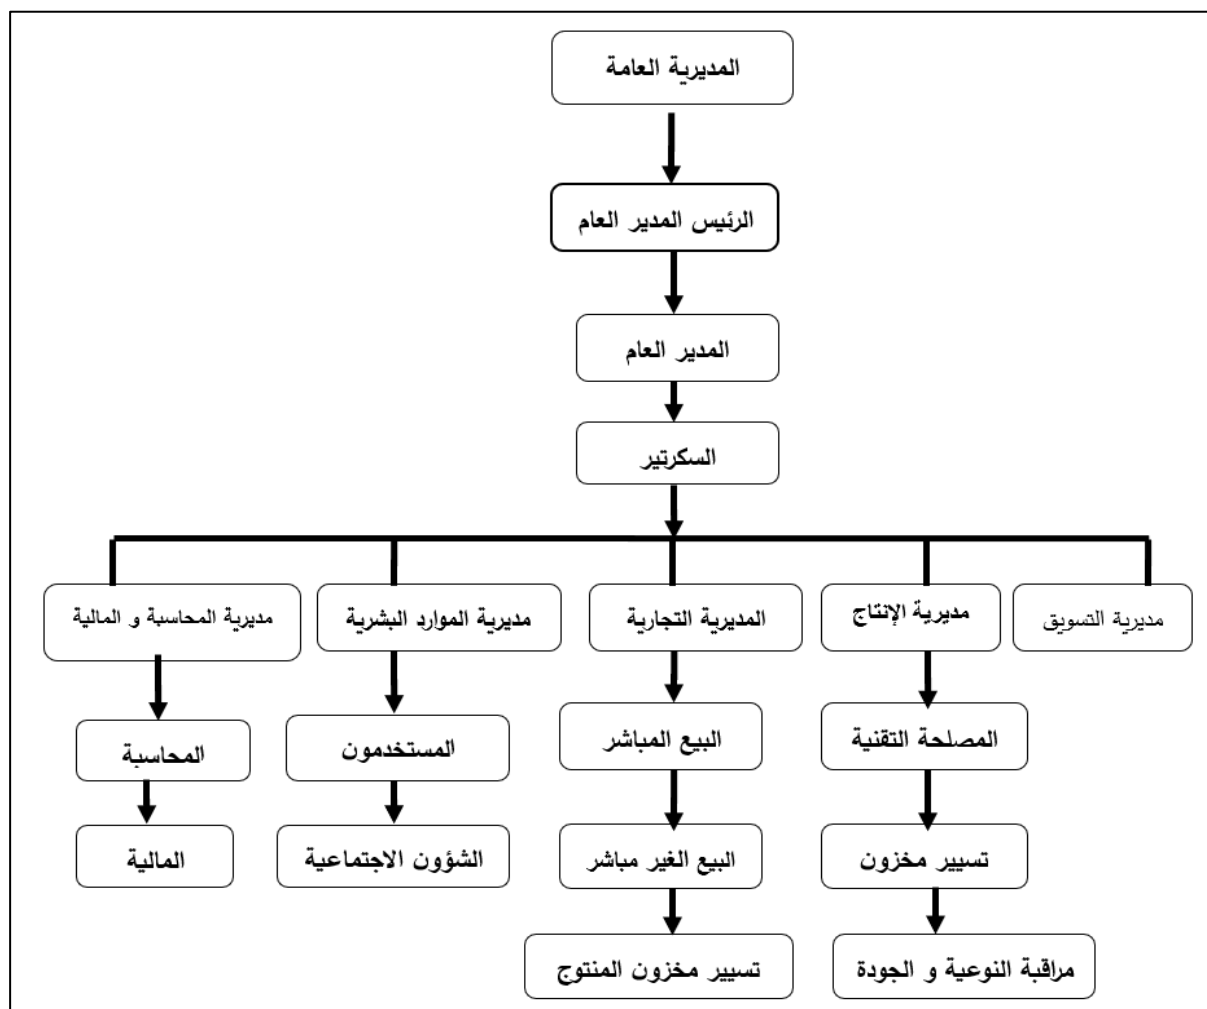 المديرية العامة
الرئيس المدير العام
المدير العام
السكرتير
مديرية التسويق
مديرية الإنتاج
المديرية التجارية
مديرية الموارد البشرية
مديرية المحاسبة و المالية
المصلحة التقنية
البيع المباشر
المستخدمون
المحاسبة
تسيير مخزون
البيع الغير مباشر
الشؤون الاجتماعية
المالية
مراقبة النوعية و الجودة
تسيير مخزون المنتوج